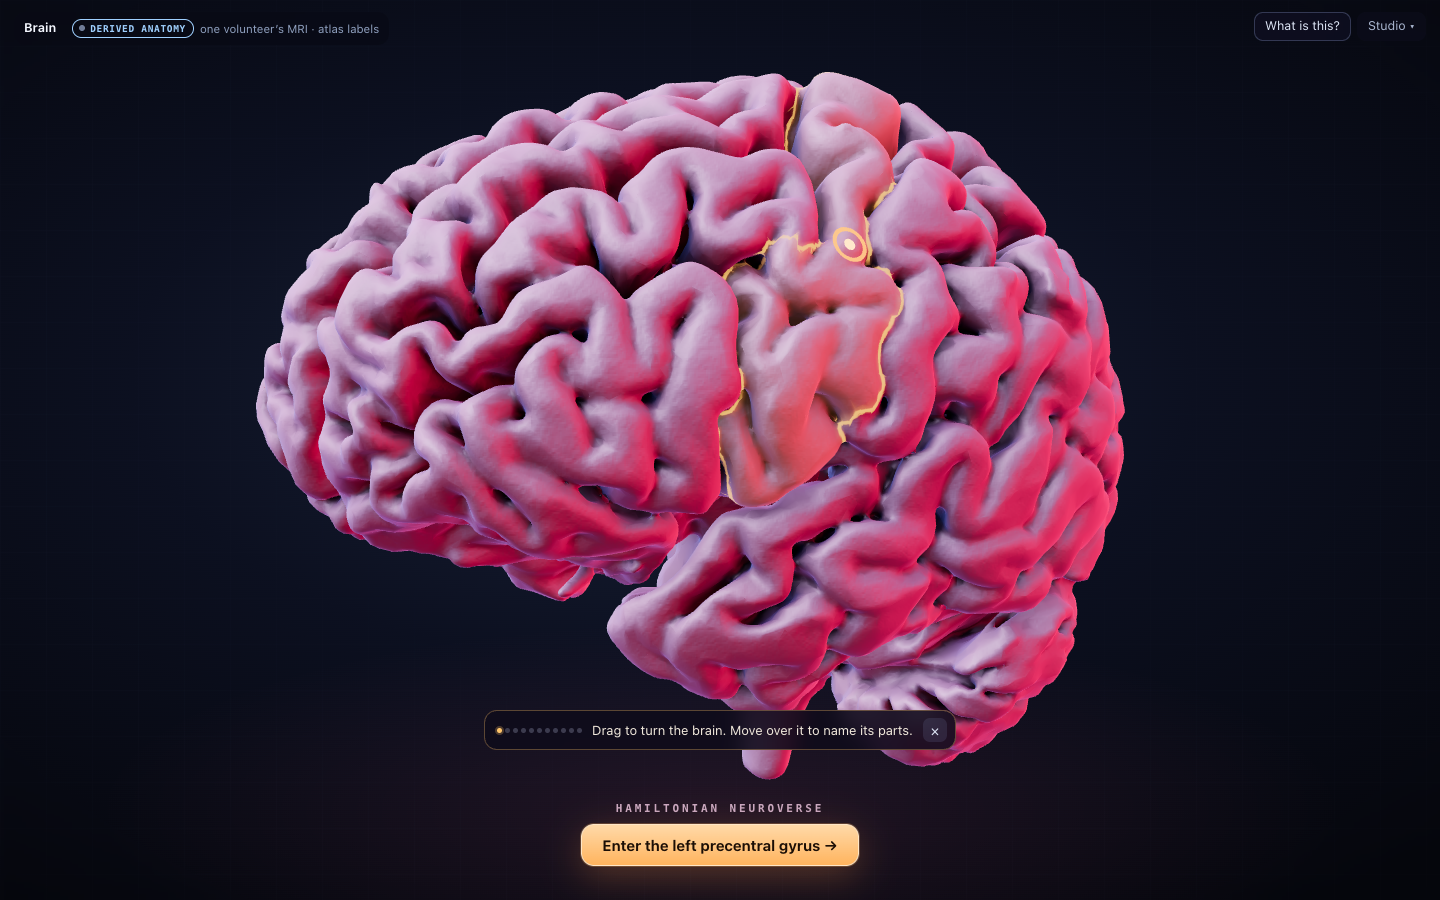 Brain
DERIVED ANATOMY
one volunteer's MRI · atlas labels
What is this?
Studio
Drag to turn the brain. Move over it to name its parts.
HAMILTONIAN NEUROVERSE
Enter the left precentral gyrus →